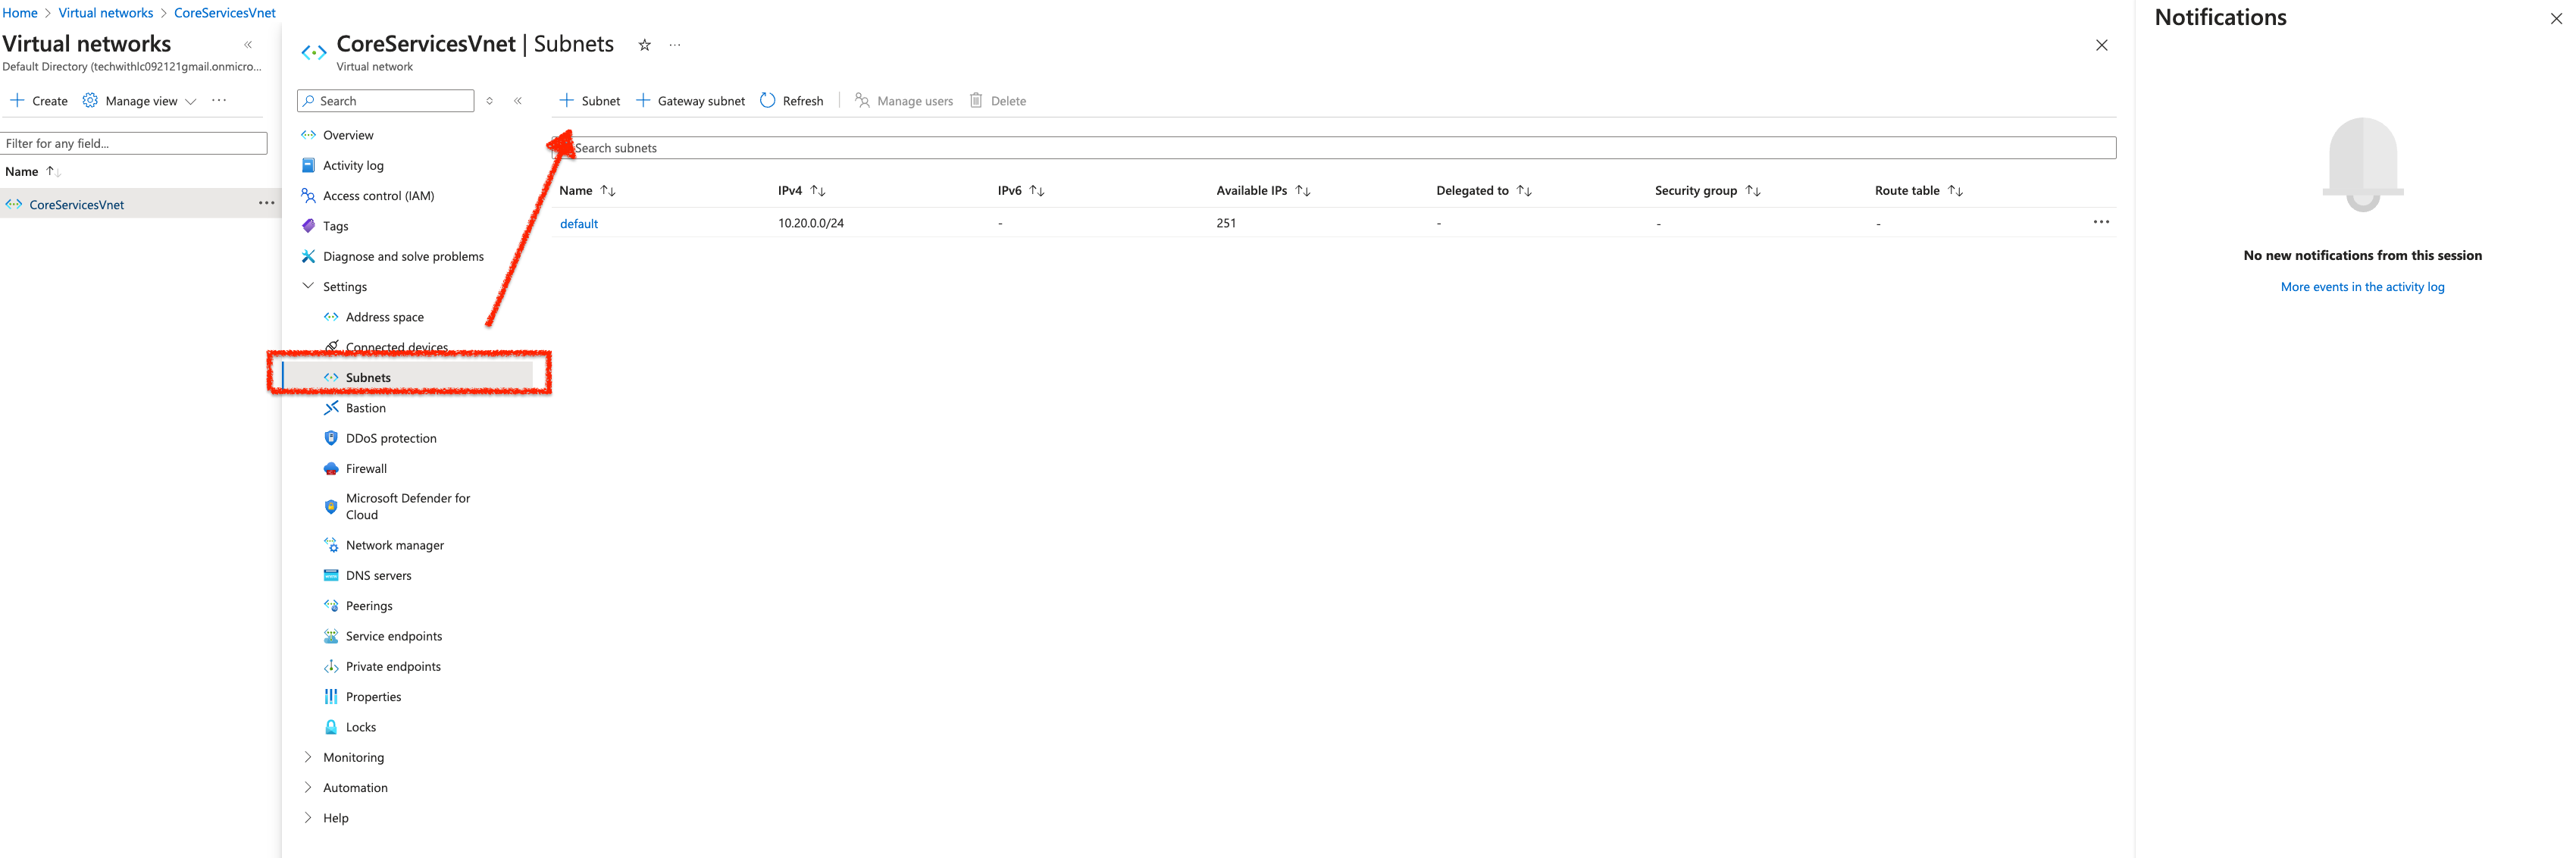 Home > Virtual networks > CoreServicesVnet
Virtual networks
Default Directory (techwithlc092121gmail.onmicro...
Create Manage view ...
Filter for any field...
Name
CoreServicesVnet ...
CoreServicesVnet | Subnets ...
Virtual network
Search
Overview
Activity log
Access control (IAM)
Tags
Diagnose and solve problems
Settings
Address space
Connected devices
Subnets
Bastion
DDoS protection
Firewall
Microsoft Defender for
Cloud
Network manager
DNS servers
Peerings
Service endpoints
Private endpoints
Properties
Locks
Monitoring
Automation
Help
+ Subnet + Gateway subnet Refresh Manage users Delete
Search subnets
Name IPv4 IPv6 Available IPs Delegated to Security group Route table
default 10.20.0.0/24 - 251 - - - ...
Notifications
No new notifications from this session
More events in the activity log